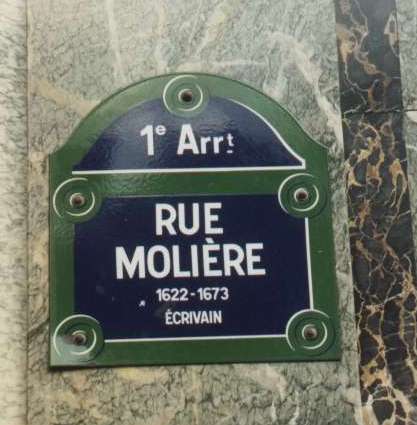 1e Arrt
RUE
MOLIÈRE
1622-1673
ÉCRIVAIN